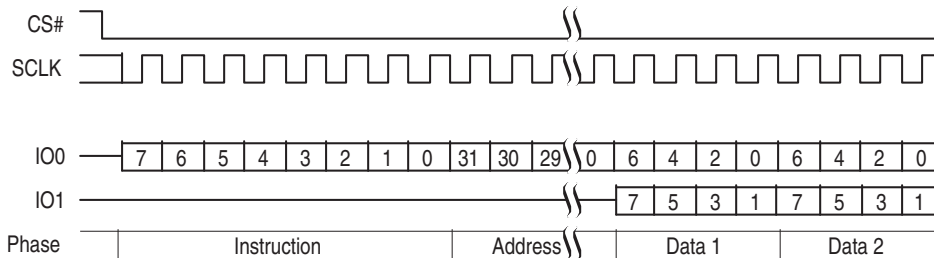 CS#
SCLK
IO0 7 6 5 4 3 2 1 0 31 30 29 0 6 4 2 0 6 4 2 0
IO1 7 5 3 1 7 5 3 1
Phase Instruction Address Data 1 Data 2